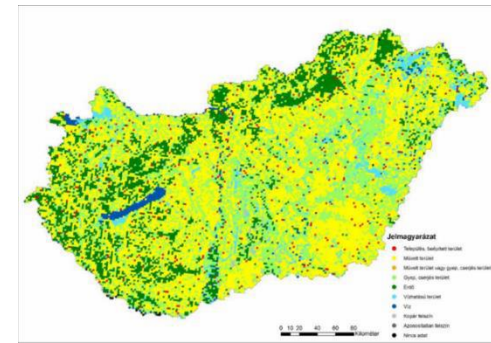 Jelmagyarázat
Település, beépített terület
Művelt terület
Művelt terület vagy gyep, cserjés terület
Gyep, cserjés terület
Erdő
Vízhatású terület
Víz
Kopár felszín
Azonosítatlan felszín
Nincs adat
0 10 20 40 60 80
Kilométer